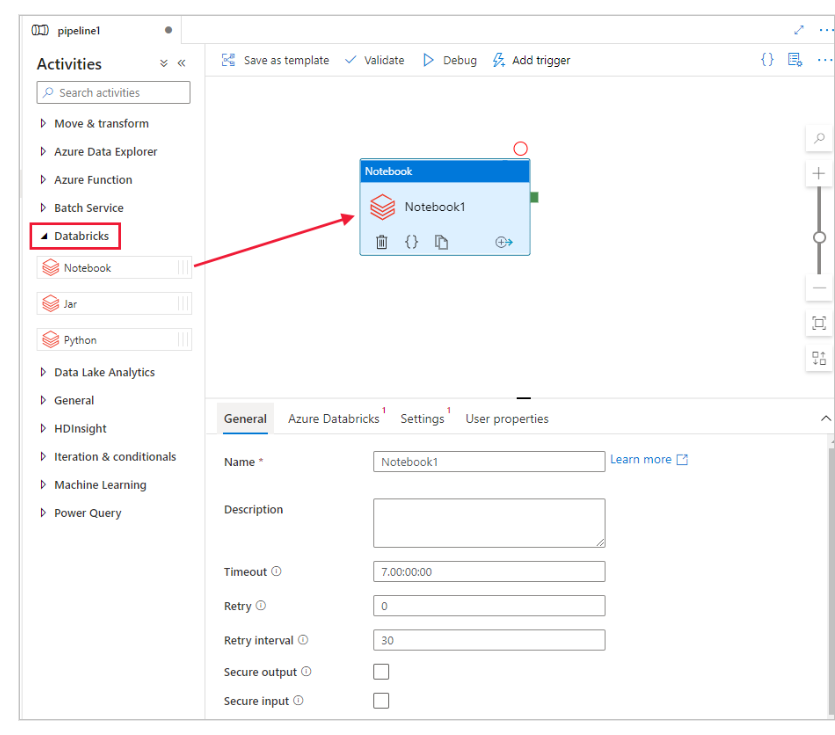 pipeline1
Activities
Save as template
Validate
Debug
Add trigger
Search activities
Move & transform
Azure Data Explorer
Azure Function
Batch Service
Databricks
Notebook
Jar
Python
Data Lake Analytics
General
HDInsight
Iteration & conditionals
Machine Learning
Power Query
Notebook
Notebook1
General
Azure Databricks 1
Settings 1
User properties
Name *
Notebook1
Learn more
Description
Timeout
7.00:00:00
Retry
0
Retry interval
30
Secure output
Secure input